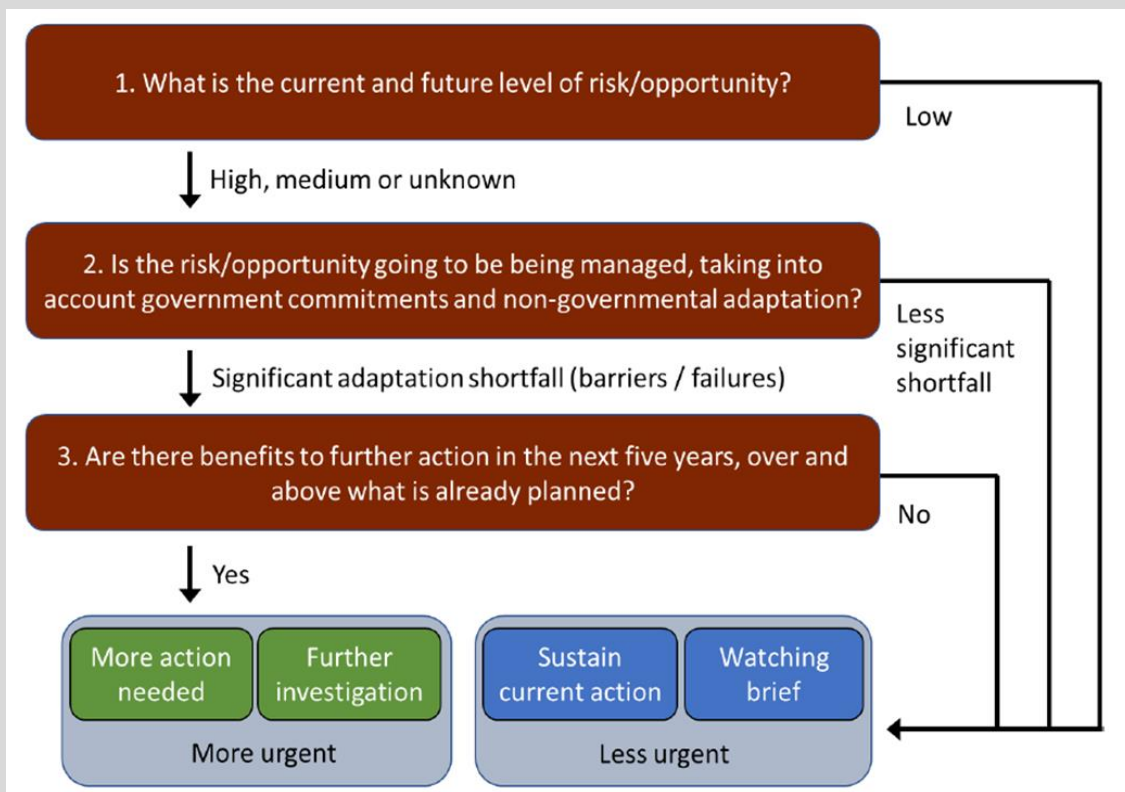 1. What is the current and future level of risk/opportunity?
Low
High, medium or unknown
2. Is the risk/opportunity going to be being managed, taking into
account government commitments and non-governmental adaptation?
Less
significant
shortfall
Significant adaptation shortfall (barriers / failures)
3. Are there benefits to further action in the next five years, over and
above what is already planned?
No
Yes
More action
needed
Further
investigation
More urgent
Sustain
current action
Watching
brief
Less urgent